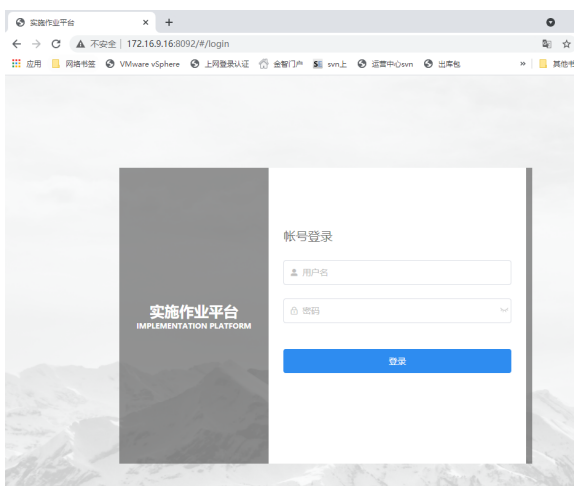 实施作业平台
不安全 | 172.16.9.16:8092/#/login
应用 网络书签 VMware vSphere 上网登录认证 金智门户 svn上 运营中心svn 出库包 » 其他书
帐号登录
用户名
实施作业平台
密码
IMPLEMENTATION PLATFORM
登录